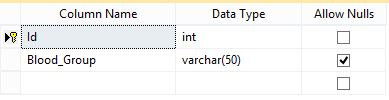 Column Name Data Type Allow Nulls
Id int
Blood_Group varchar(50)